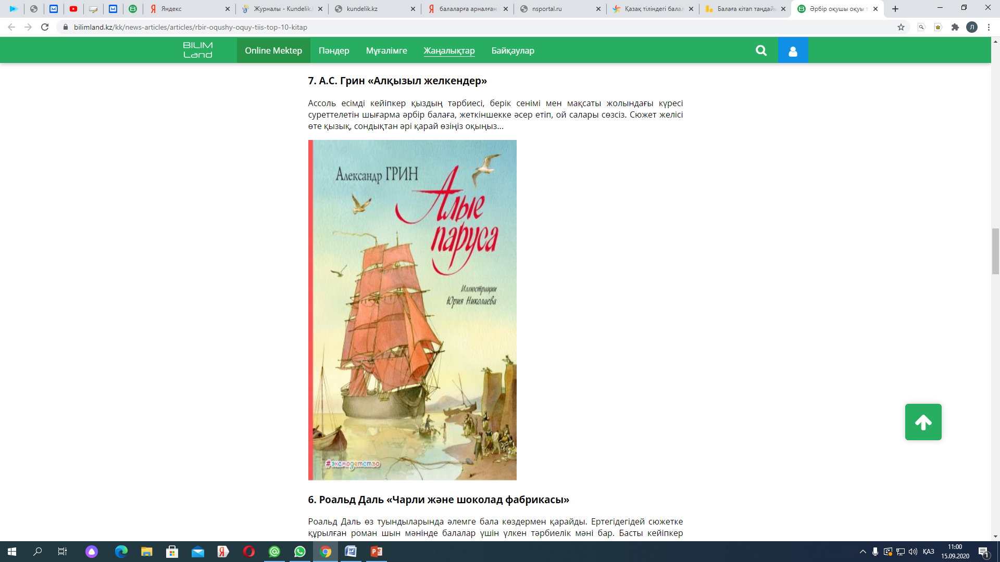 Яндекс
Журналы - Kundelik.
kundelik.kz
балаларға арналған
nsportal.ru
Қазақ тіліндегі бала
Балаға кітап таңдай
Әрбір оқушы оқуы т
bilimland.kz/kk/news-articles/articles/rbir-oqushy-oquy-tiis-top-10-kitap
Л
BILIM
Land
Online Mektep
Пәндер
Мұғалімге
Жаңалықтар
Байқаулар
7. А.С. Грин «Алқызыл желкендер»
Ассоль есімді кейіпкер қыздың тәрбиесі, берік сенімі мен мақсаты жолындағы күресі
суреттелетін шығарма әрбір балаға, жеткіншекке әсер етіп, ой салары сөзсіз. Сюжет желісі
өте қызық, сондықтан әрі қарай өзіңіз оқыңыз...
Александр ГРИН
Алые
паруса
Иллюстрации
Юрия Николаева
#эксмодетство
6. Роальд Даль «Чарли және шоколад фабрикасы»
Роальд Даль өз туындыларында әлемге бала көздермен қарайды. Ертегідегідей сюжетке
құрылған роман шын мәнінде балалар үшін үлкен тәрбиелік мәні бар. Басты кейіпкер
ҚАЗ
11:00
15.09.2020
1